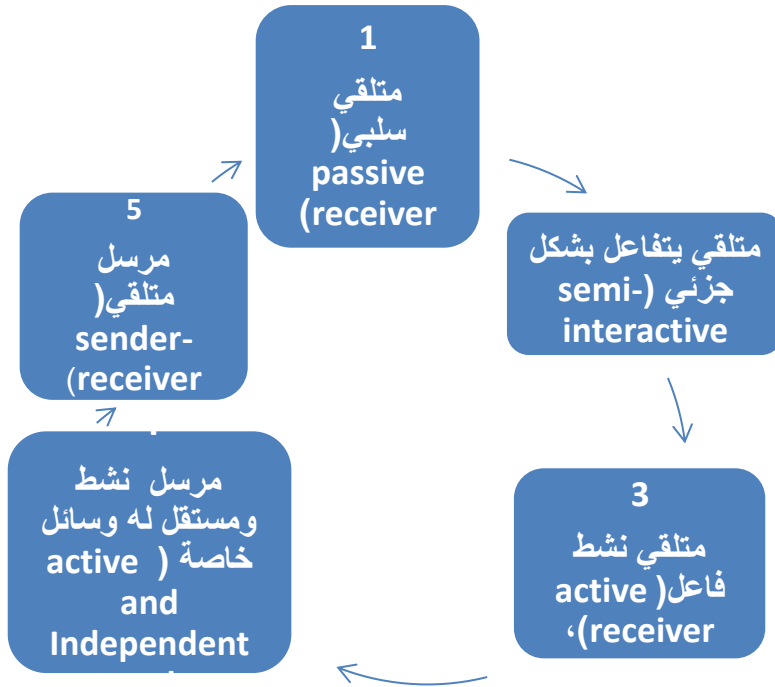 1
متلقي
سلبي(
passive
(receiver
متلقي يتفاعل بشكل
جزئي (semi-
interactive
3
متلقي نشط
فاعل( active
receiver)،
مرسل نشط
ومستقل له وسائل
خاصة ( active
and
Independent
5
مرسل
متلقي(
sender-
(receiver